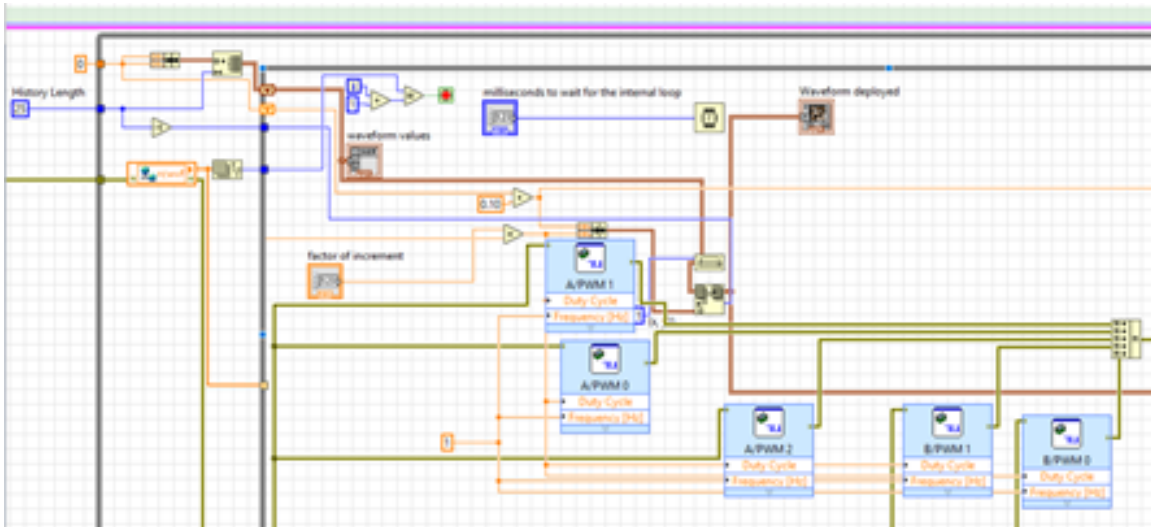 0
History Length
25
milliseconds to wait for the internal loop
Waveform deployed
waveform values
0.10
factor of increment
A/PWM 1
Duty Cycle
Frequency [Hz]
A/PWM 0
Duty Cycle
Frequency [Hz]
1
A/PWM 2
Duty Cycle
Frequency [Hz]
B/PWM 1
Duty Cycle
Frequency [Hz]
B/PWM 0
Duty Cycle
Frequency [Hz]